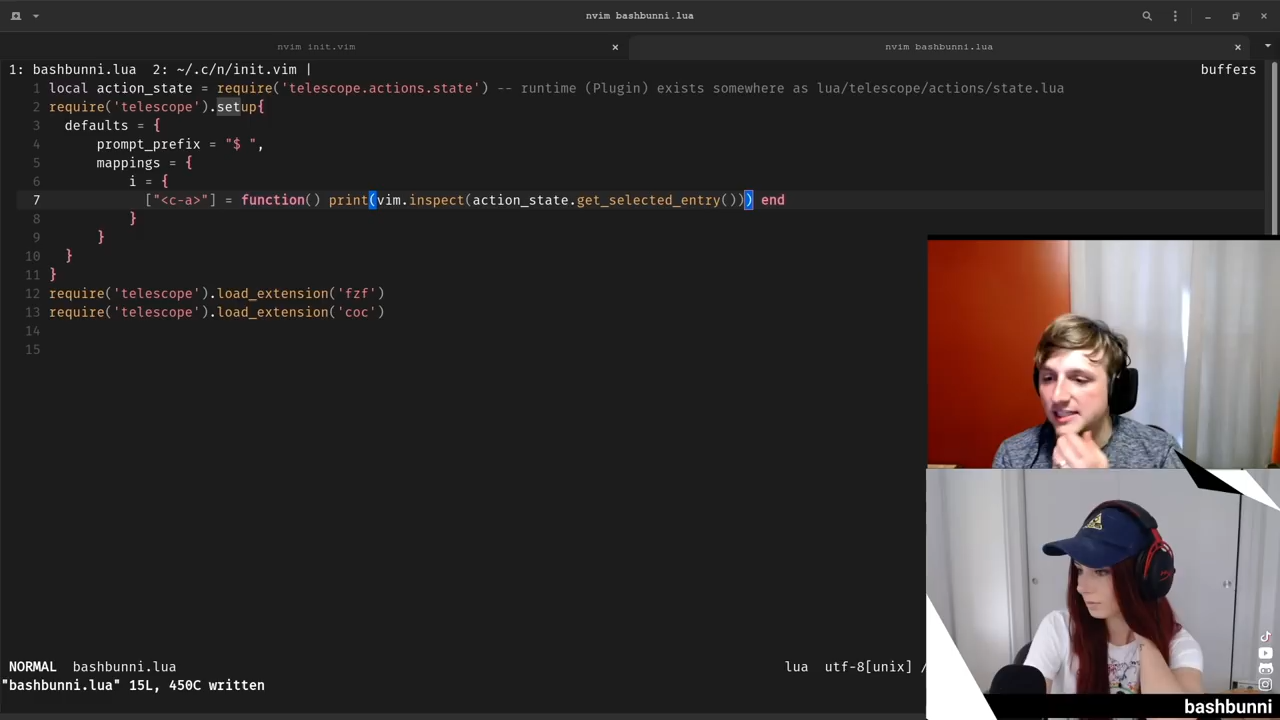 nvim bashbunni.lua
nvim init.vim
nvim bashbunni.lua
1: bashbunni.lua  2: ~/.c/n/init.vim |
buffers
1 local action_state = require('telescope.actions.state') -- runtime (Plugin) exists somewhere as lua/telescope/actions/state.lua
2 require('telescope').setup{
3   defaults = {
4       prompt_prefix = "$ ",
5       mappings = {
6           i = {
7             ["<c-a>"] = function() print(vim.inspect(action_state.get_selected_entry())) end
8           }
9       }
10   }
11 }
12 require('telescope').load_extension('fzf')
13 require('telescope').load_extension('coc')
14
15
NORMAL  bashbunni.lua
lua  utf-8[unix] /
"bashbunni.lua" 15L, 450C written
bashbunni